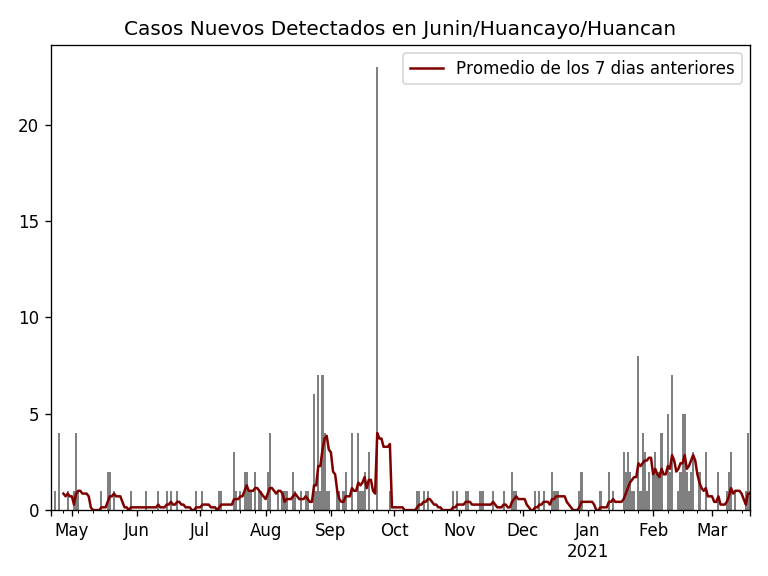 Casos Nuevos Detectados en Junin/Huancayo/Huancan
Promedio de los 7 dias anteriores
20
15
10
5
0
May Jun Jul Aug Sep Oct Nov Dec Jan Feb Mar
2021